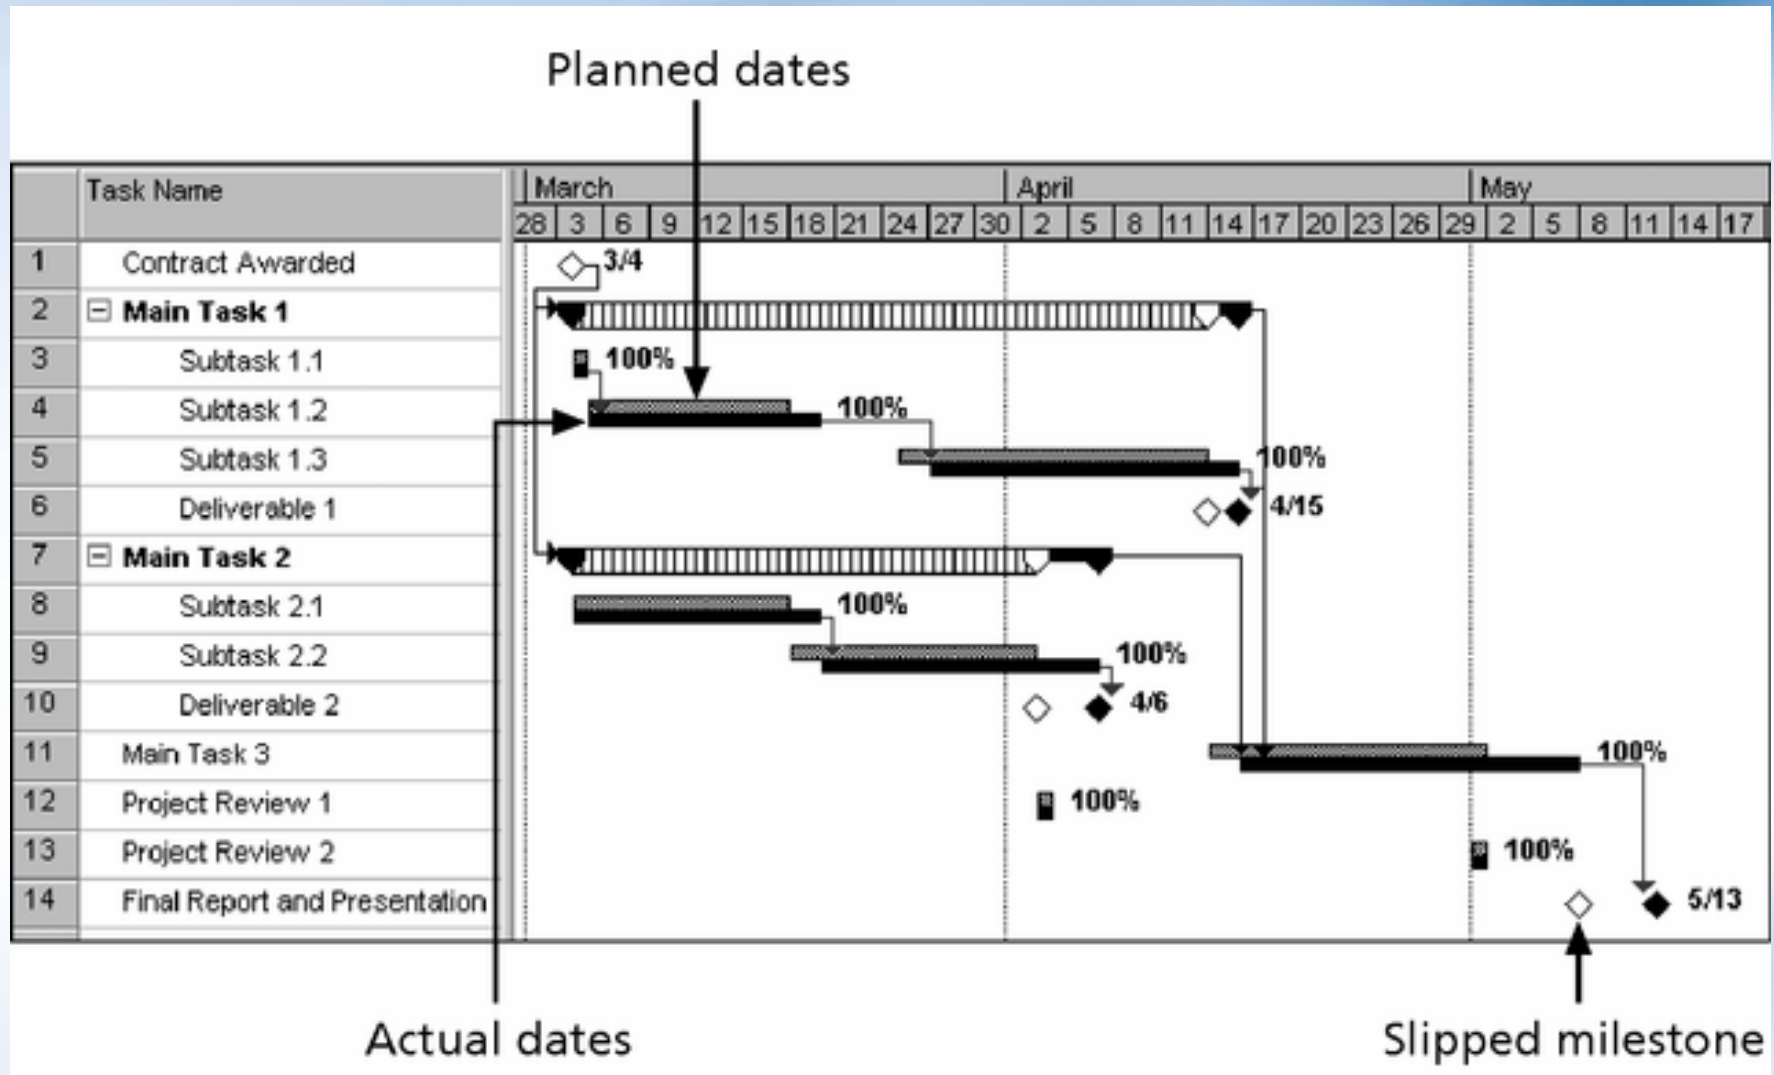 Planned dates
Task Name March April May
28 3 6 9 12 15 18 21 24 27 30 2 5 8 11 14 17 20 23 26 29 2 5 8 11 14 17
1 Contract Awarded 3/4
2 Main Task 1
3 Subtask 1.1 100%
4 Subtask 1.2 100%
5 Subtask 1.3 100%
6 Deliverable 1 4/15
7 Main Task 2
8 Subtask 2.1 100%
9 Subtask 2.2 100%
10 Deliverable 2 4/6
11 Main Task 3 100%
12 Project Review 1 100%
13 Project Review 2 100%
14 Final Report and Presentation 5/13
Actual dates Slipped milestone